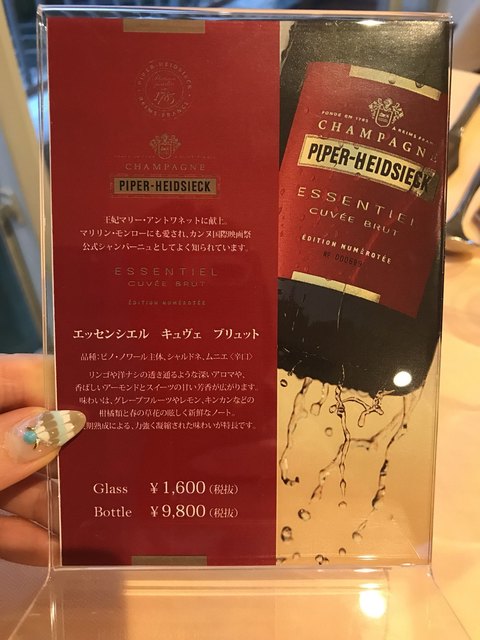 PIPER-HEIDSIECK
1785
CHAMPAGNE
PIPER-HEIDSIECK
王妃マリー・アントワネットに献上。
マリリン・モンローにも愛され、カンヌ国際映画祭
公式シャンパーニュとしてよく知られています。
ESSENTIEL
CUVÉE BRUT
ÉDITION NUMÉROTÉE
エッセンシエル キュヴェ ブリュット
品種:ピノ・ノワール主体、シャルドネ、ムニエ〈辛口〉
リンゴや洋ナシの透き通るような深いアロマや、
香ばしいアーモンドとスイーツの甘い芳香が広がります。
味わいは、グレープフルーツやレモン、キンカンなどの
柑橘類と春の草花の眩しく新鮮なノート。
期熟成による、力強く凝縮された味わいが特長です。
Glass ¥1,600(税抜)
Bottle ¥9,800(税抜)
FONDÉ EN 1785
À REIMS-FRANCE
CHAMPAGNE
PIPER-HEIDSIECK
ESSENTIEL
CUVÉE BRUT
ÉDITION NUMÉROTÉE